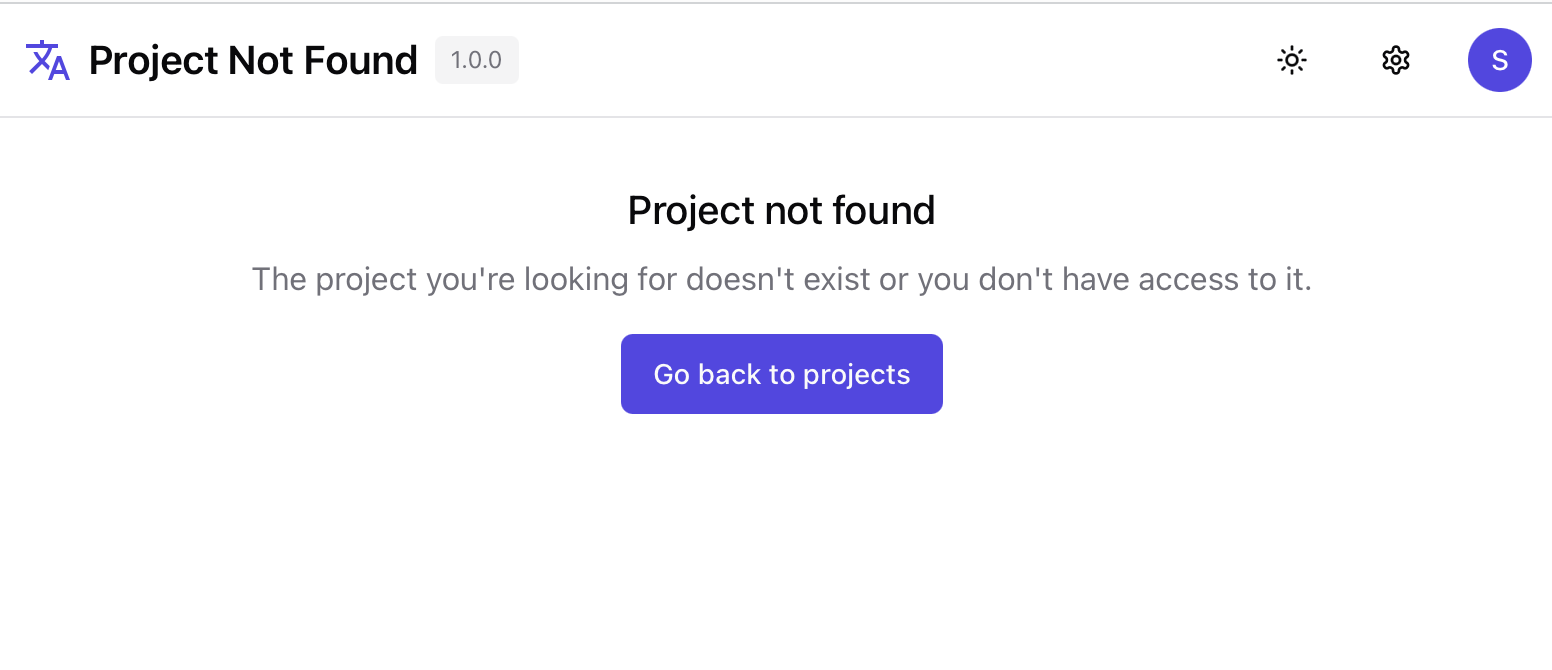 Project Not Found 1.0.0
S
Project not found
The project you're looking for doesn't exist or you don't have access to it.
Go back to projects